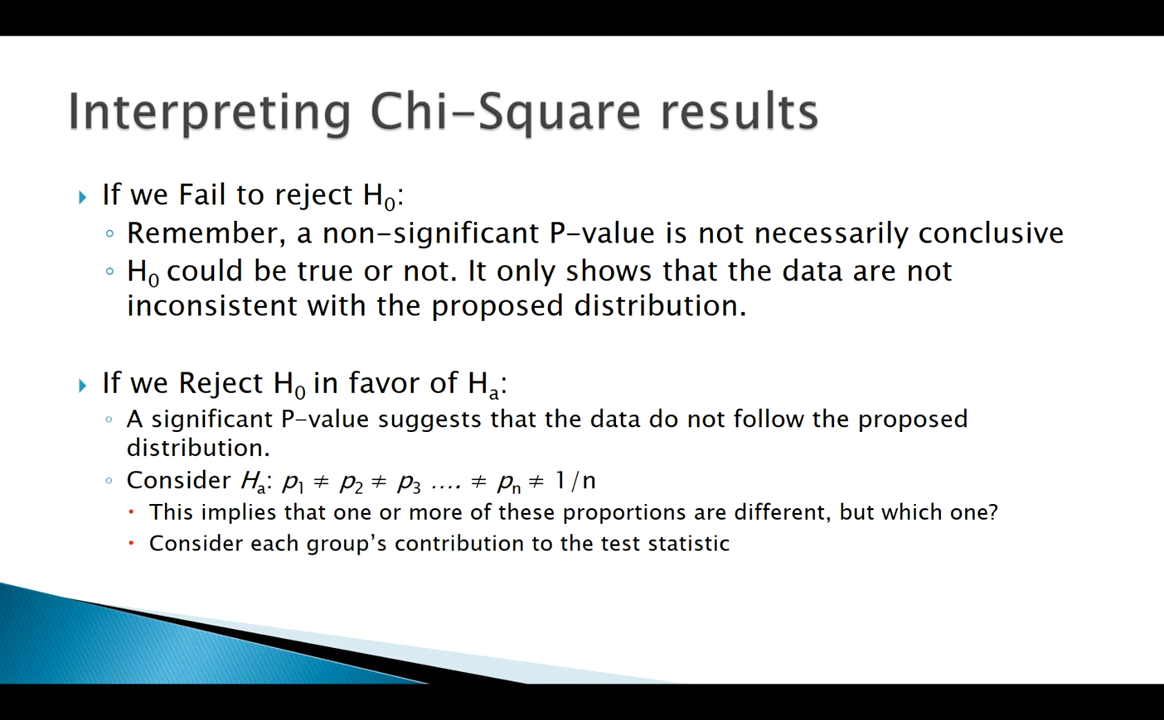 Interpreting Chi-Square results
If we Fail to reject H₀:
Remember, a non-significant P-value is not necessarily conclusive
H₀ could be true or not. It only shows that the data are not
inconsistent with the proposed distribution.
If we Reject H₀ in favor of Hₐ:
A significant P-value suggests that the data do not follow the proposed
distribution.
Consider Hₐ: p₁ ≠ p₂ ≠ p₃ .... ≠ pₙ ≠ 1/n
This implies that one or more of these proportions are different, but which one?
Consider each group's contribution to the test statistic